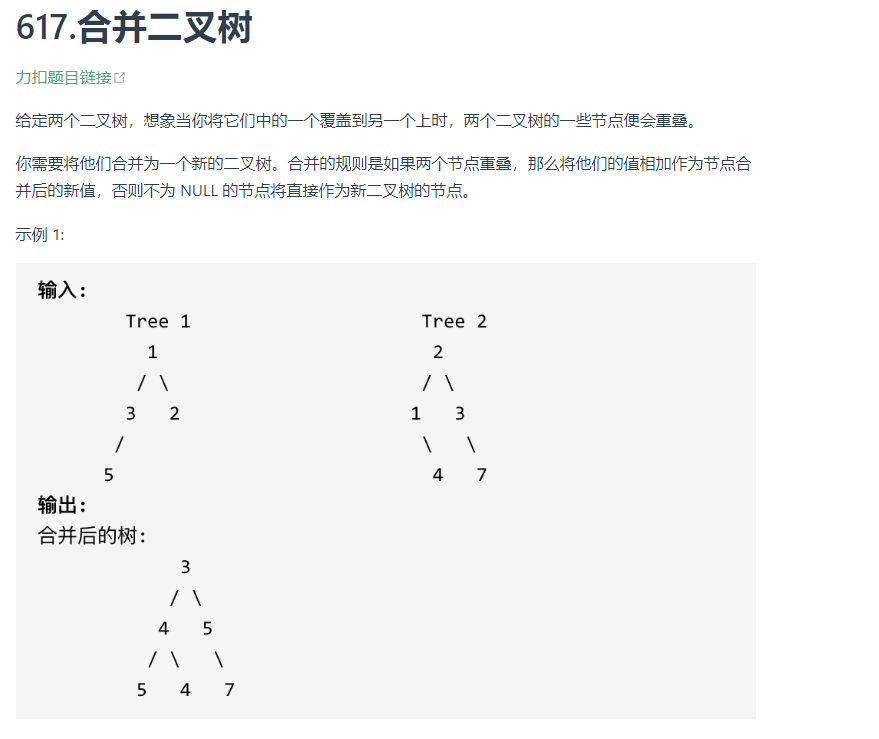 617.合并二叉树
力扣题目链接
给定两个二叉树，想象当你将它们中的一个覆盖到另一个上时，两个二叉树的一些节点便会重叠。
你需要将他们合并为一个新的二叉树。合并的规则是如果两个节点重叠，那么将他们的值相加作为节点合
并后的新值，否则不为 NULL 的节点将直接作为新二叉树的节点。
示例 1:
输入:
Tree 1                     Tree 2
1                          2
/ \                        / \
3   2                     1   3
/                           \   \
5                             4   7
输出:
合并后的树:
3
/ \
4   5
/ \   \
5   4   7